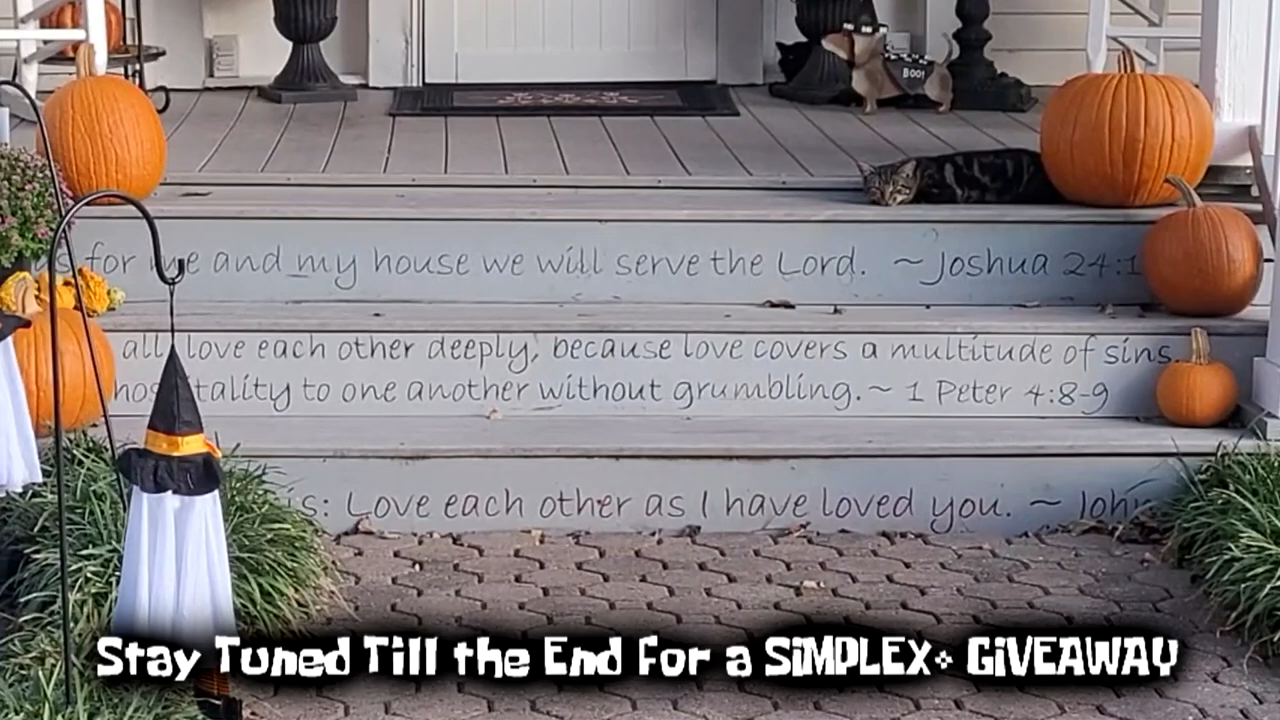 BOO!
for me and my house we will serve the Lord. ~Joshua 24:1
all, love each other deeply, because love covers a multitude of sins.
hospitality to one another without grumbling.~ 1 Peter 4:8-9
s: Love each other as I have loved you. ~ John
Stay Tuned Till the End For a SiMPLEX+ GiVEAWAY